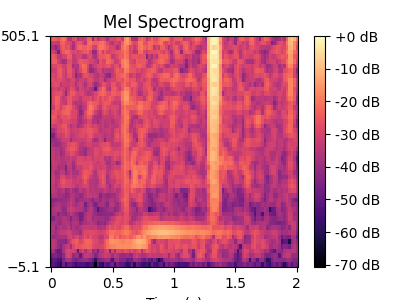 Mel Spectrogram
505.1
−5.1
0
0.5
1
1.5
2
+0 dB
-10 dB
-20 dB
-30 dB
-40 dB
-50 dB
-60 dB
-70 dB